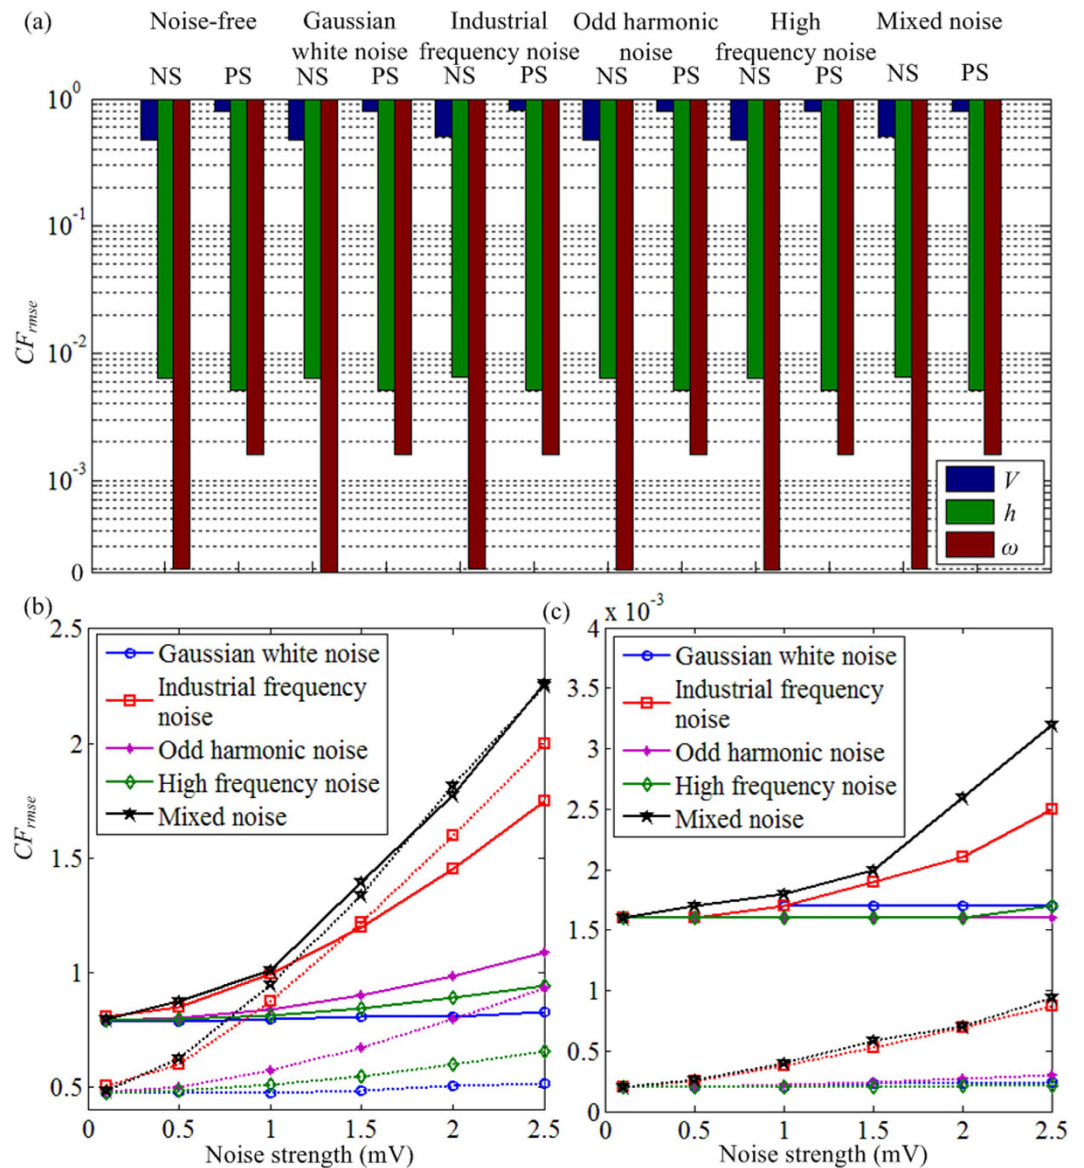 (a)
Noise-free
Gaussian
white noise
Industrial
frequency noise
Odd harmonic
noise
High
frequency noise
Mixed noise
NS PS NS PS NS PS NS PS NS PS NS PS
10^0
10^-1
10^-2
10^-3
0
CF_rmse
V
h
ω
(b)
2.5
2
1.5
1
0.5
CF_rmse
Gaussian white noise
Industrial frequency
noise
Odd harmonic noise
High frequency noise
Mixed noise
0 0.5 1 1.5 2 2.5
Noise strength (mV)
(c)
x 10^-3
4
3.5
3
2.5
2
1.5
1
0.5
0
Gaussian white noise
Industrial frequency
noise
Odd harmonic noise
High frequency noise
Mixed noise
0 0.5 1 1.5 2 2.5
Noise strength (mV)